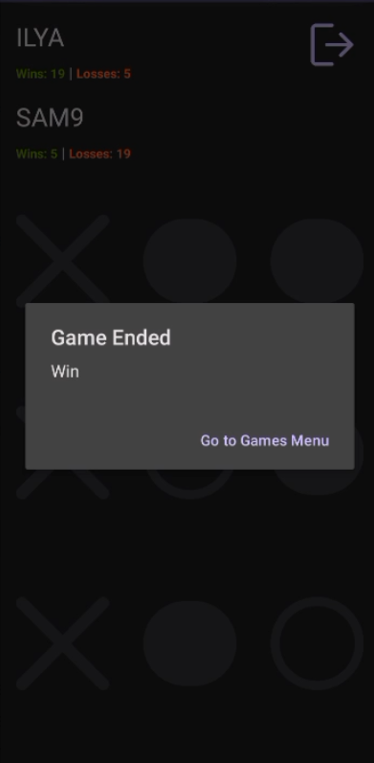 ILYA
Wins: 19 | Losses: 5
SAM9
Wins: 5 | Losses: 19
Game Ended
Win
Go to Games Menu